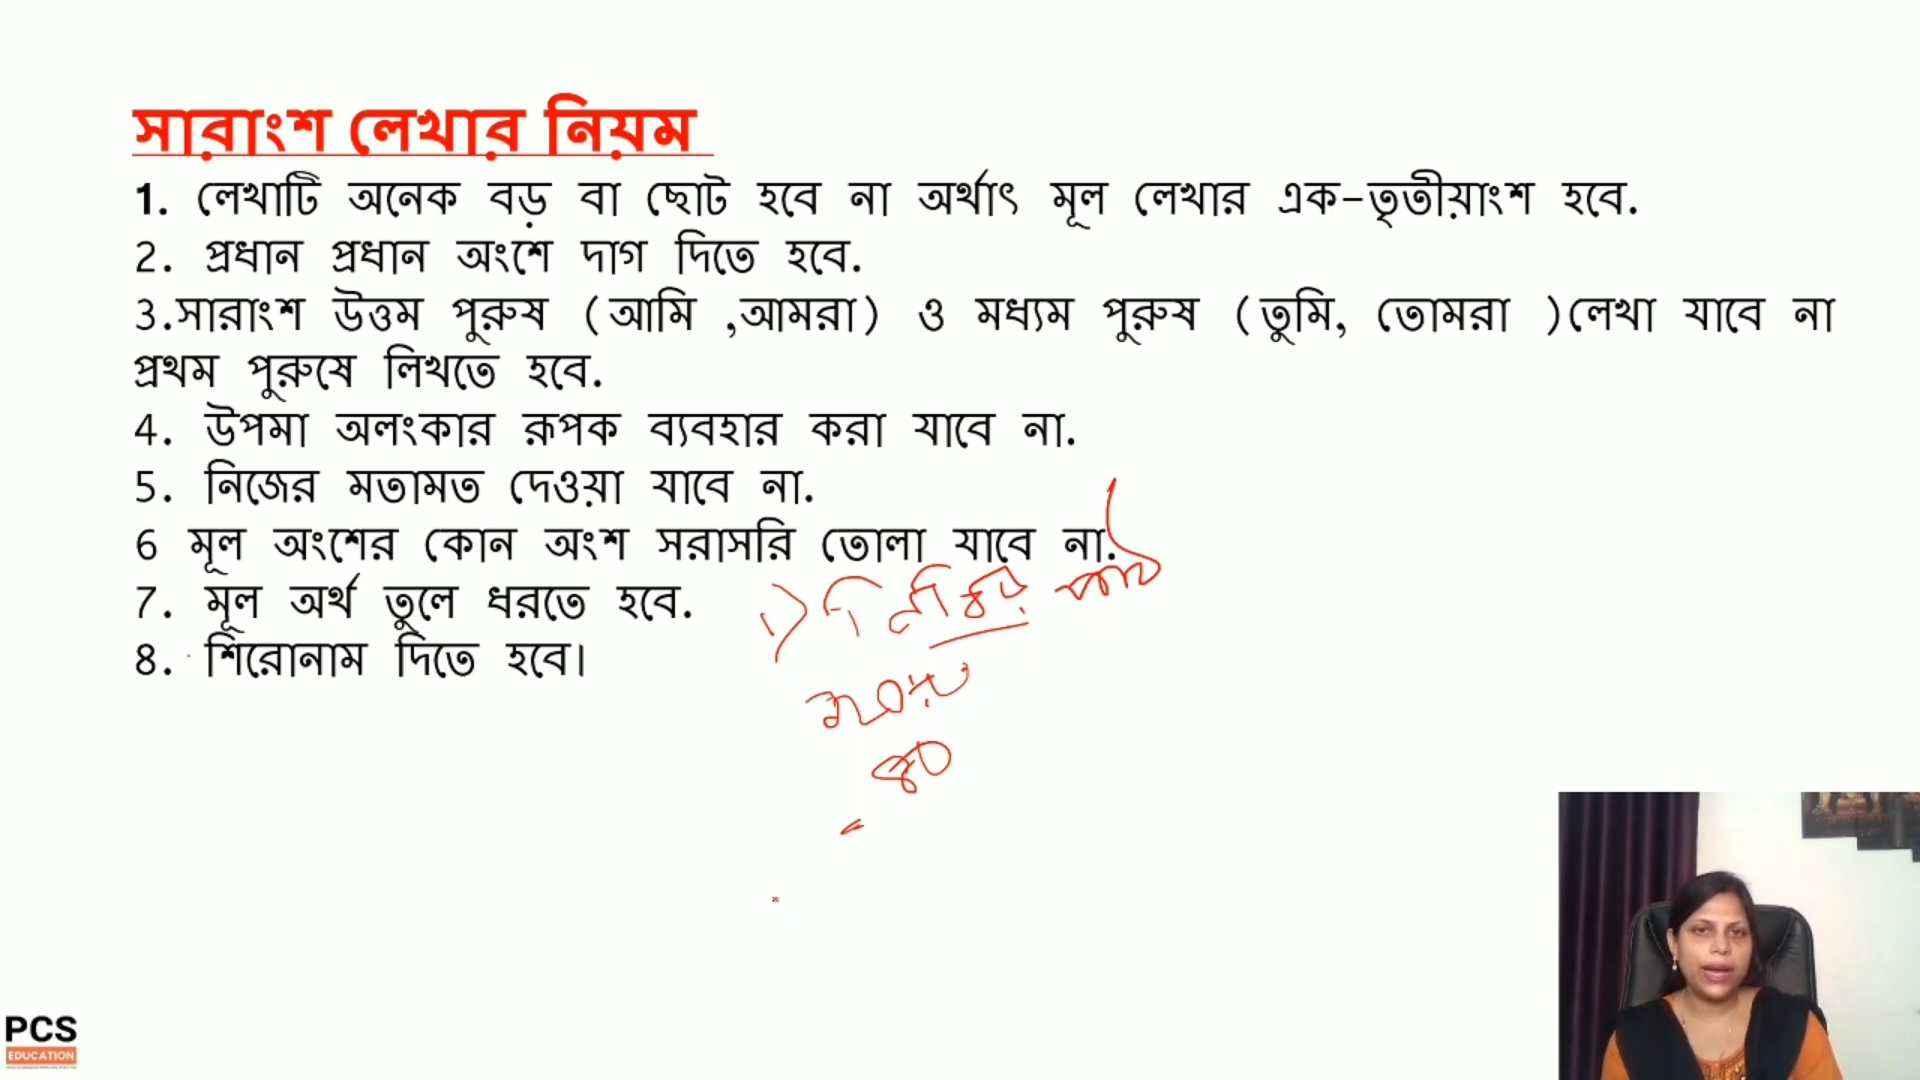 সারাংশ লেখার নিয়ম
1. লেখাটি অনেক বড় বা ছোট হবে না অর্থাৎ মূল লেখার এক-তৃতীয়াংশ হবে.
2. প্রধান প্রধান অংশে দাগ দিতে হবে.
3.সারাংশ উত্তম পুরুষ (আমি ,আমরা) ও মধ্যম পুরুষ (তুমি, তোমরা )লেখা যাবে না
প্রথম পুরুষে লিখতে হবে.
4. উপমা অলংকার রূপক ব্যবহার করা যাবে না.
5. নিজের মতামত দেওয়া যাবে না.
6 মূল অংশের কোন অংশ সরাসরি তোলা যাবে না.
7. মূল অর্থ তুলে ধরতে হবে.
8. শিরোনাম দিতে হবে।
PCS
EDUCATION